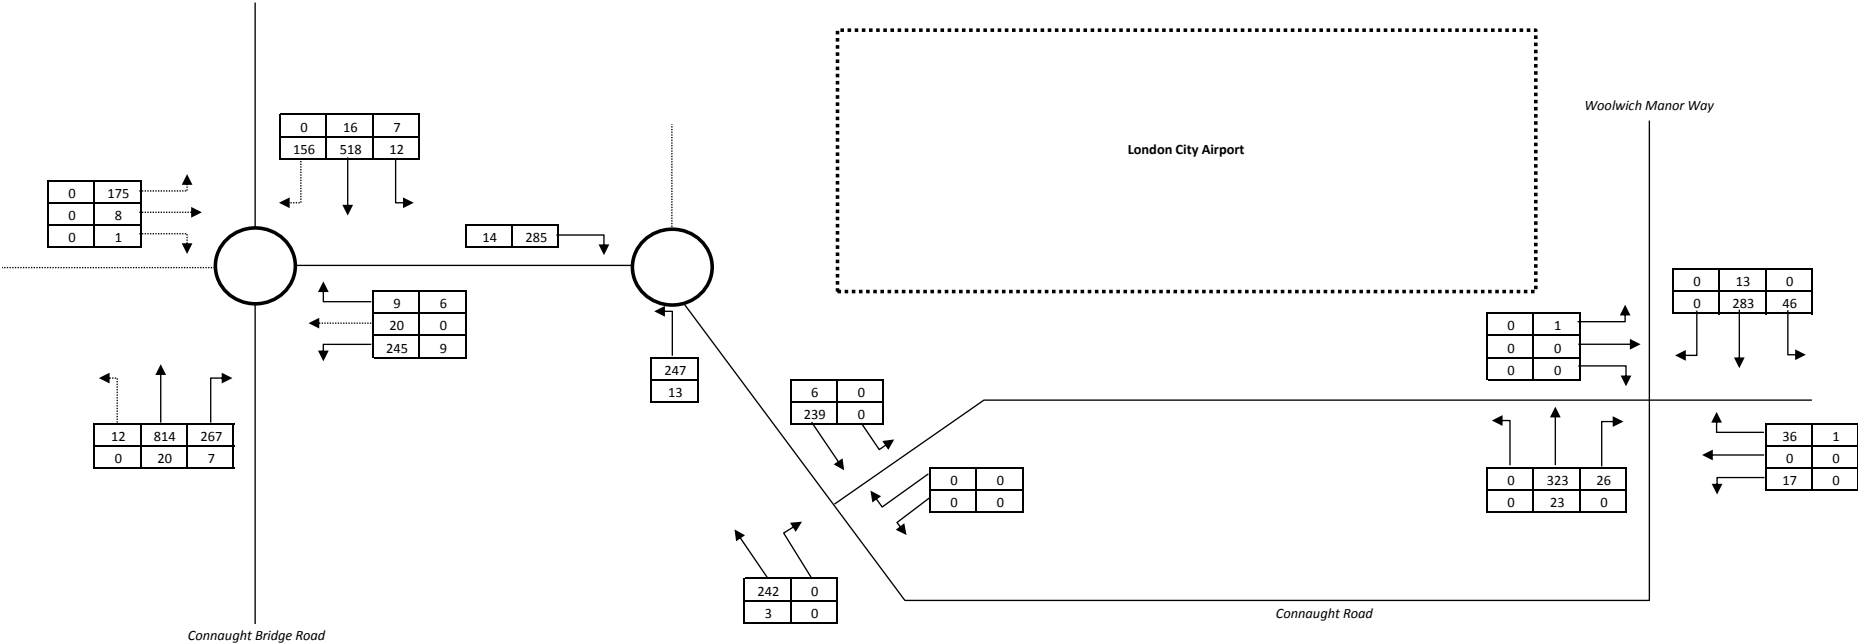 Woolwich Manor Way
London City Airport
0 16 7
156 518 12
0 175
0 8
0 1
14 285
9 6
20 0
245 9
12 814 267
0 20 7
247
13
6 0
239 0
0 0
0 0
242 0
3 0
0 1
0 0
0 0
0 13 0
0 283 46
0 323 26
0 23 0
36 1
0 0
17 0
Connaught Road
Connaught Bridge Road